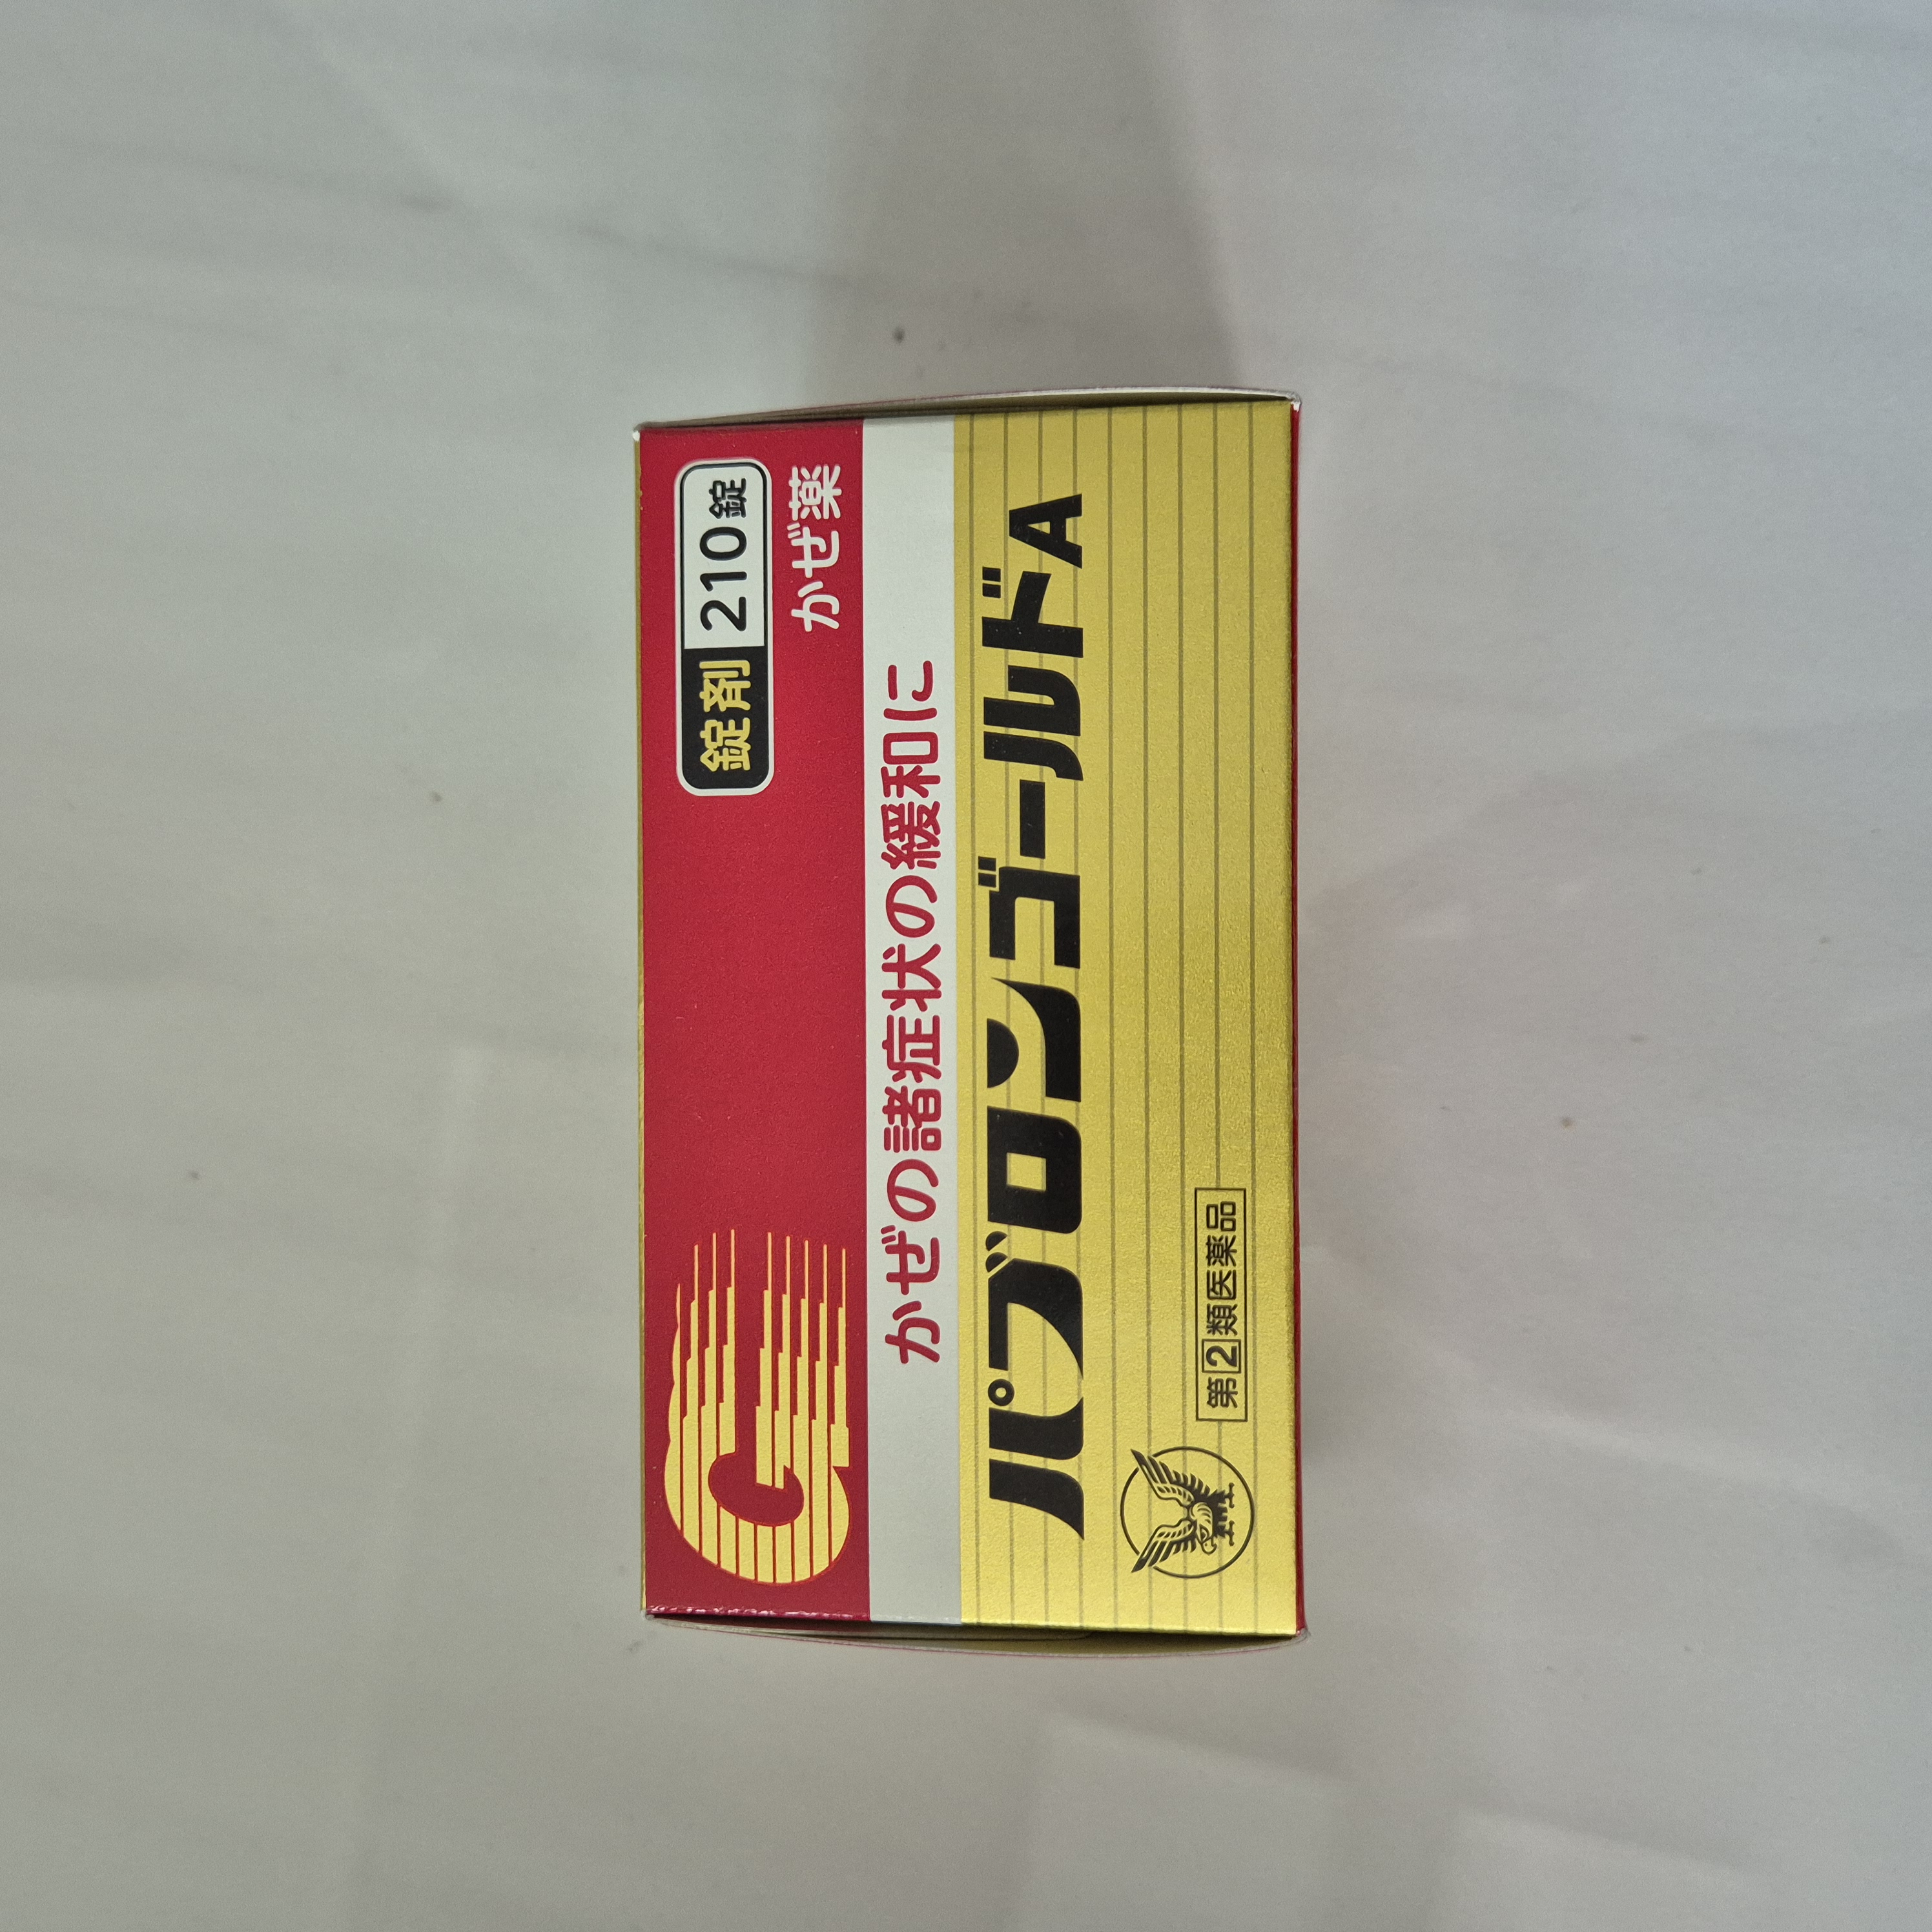 G
錠剤 210錠
かぜ薬
かぜの諸症状の緩和に
パブロンゴールドA
第2類医薬品